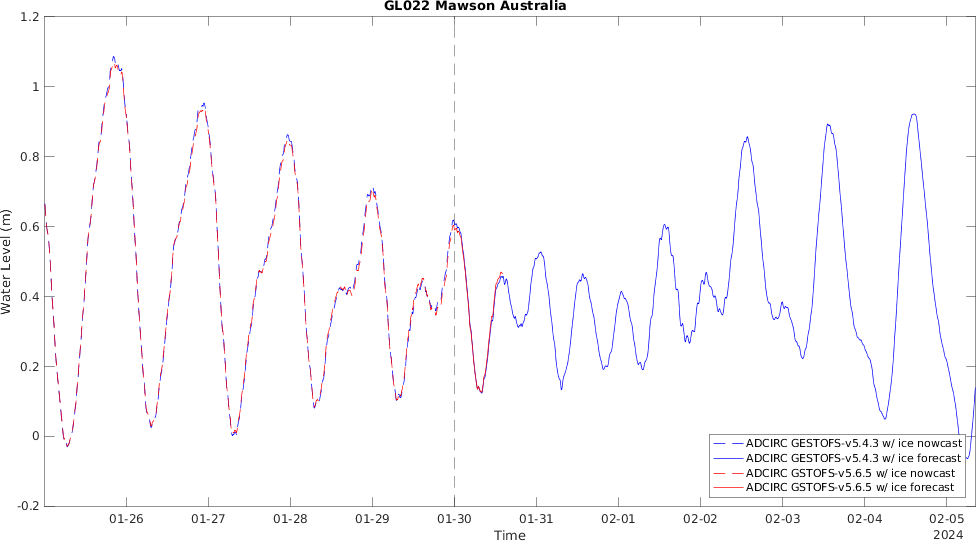 GL022 Mawson Australia
1.2
1
0.8
0.6
0.4
0.2
0
-0.2
Water Level (m)
ADCIRC GESTOFS-v5.4.3 w/ ice nowcast
ADCIRC GESTOFS-v5.4.3 w/ ice forecast
ADCIRC GSTOFS-v5.6.5 w/ ice nowcast
ADCIRC GSTOFS-v5.6.5 w/ ice forecast
01-26 01-27 01-28 01-29 01-30 01-31 02-01 02-02 02-03 02-04 02-05
Time
2024